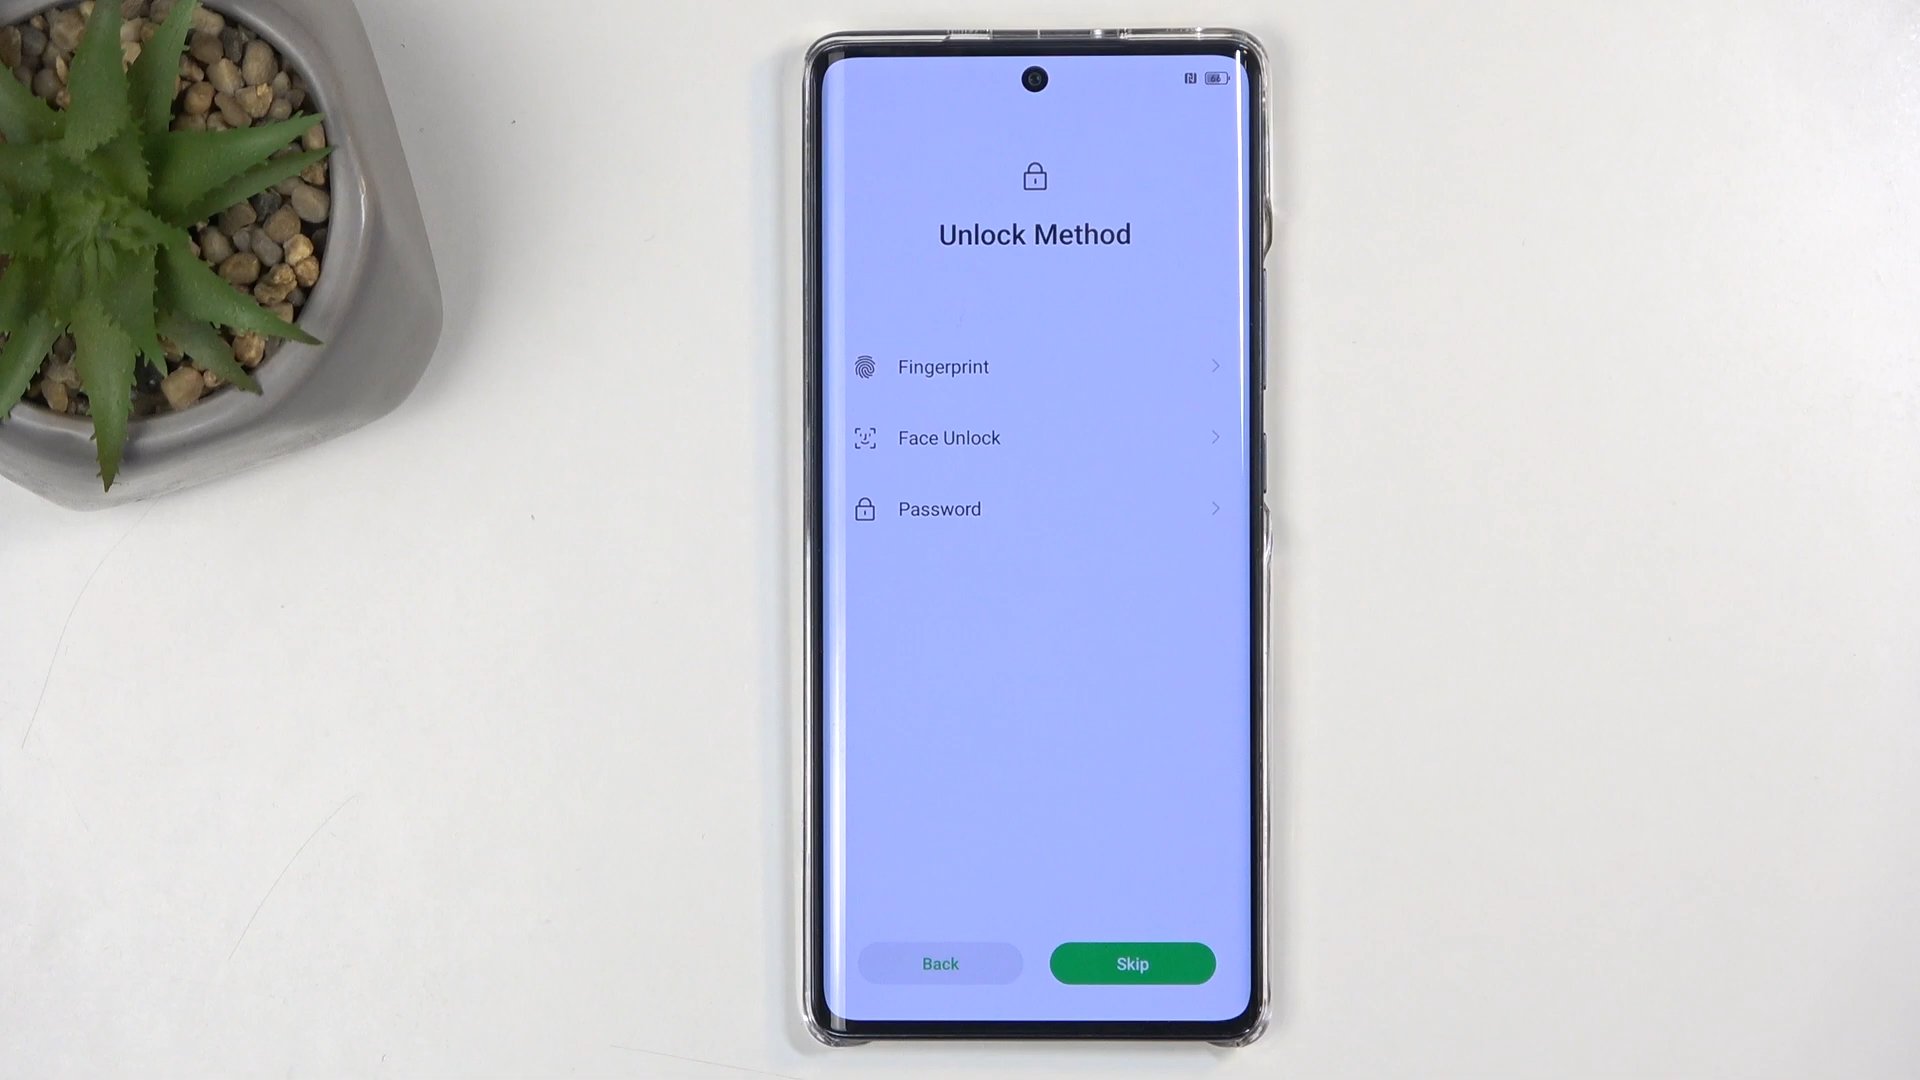 Unlock Method
Fingerprint
Face Unlock
Password
Back
Skip